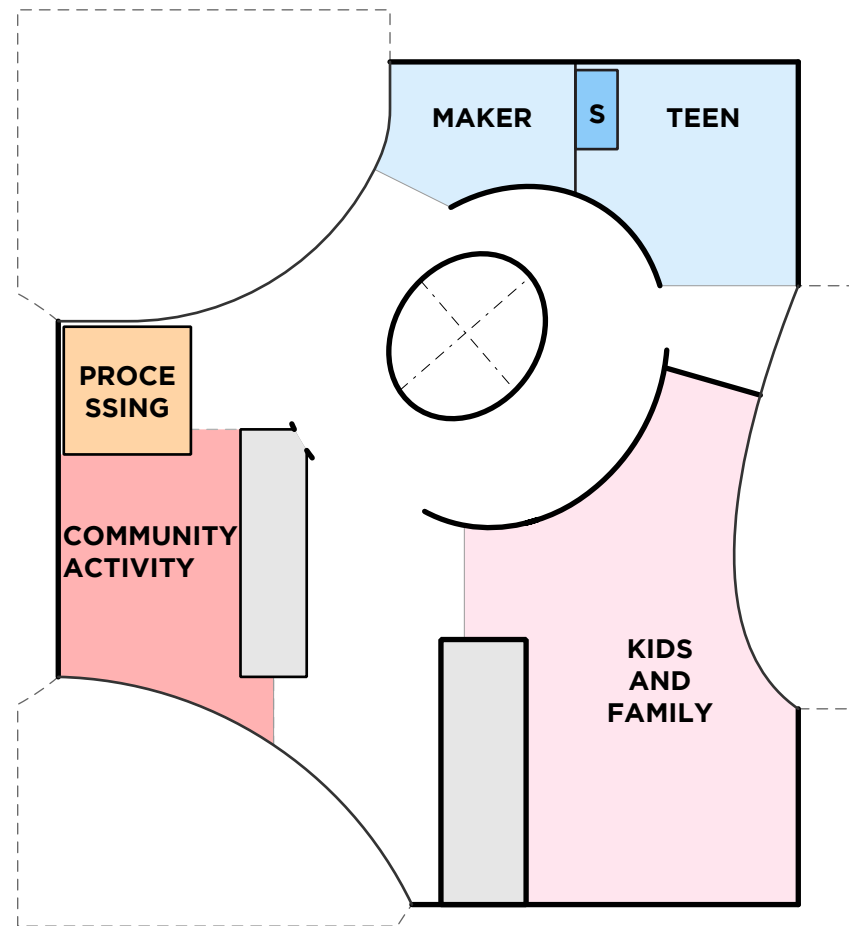 MAKER
S
TEEN
PROCE
SSING
COMMUNITY
ACTIVITY
KIDS
AND
FAMILY